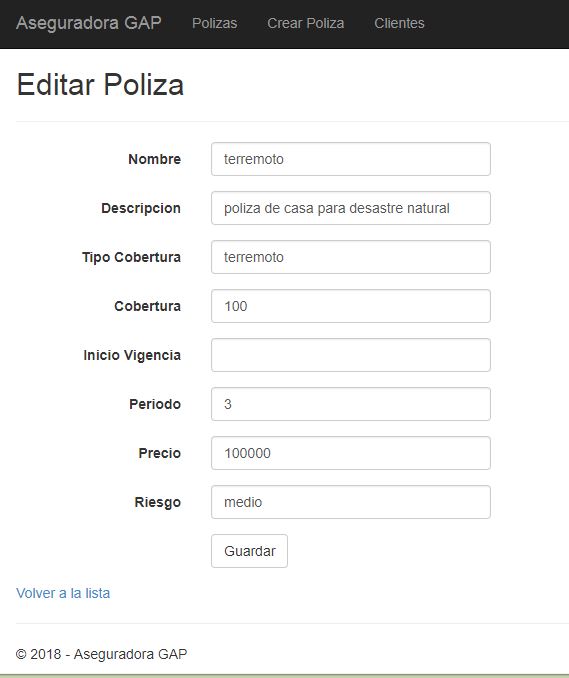 Aseguradora GAP Polizas Crear Poliza Clientes
Editar Poliza
Nombre terremoto
Descripcion poliza de casa para desastre natural
Tipo Cobertura terremoto
Cobertura 100
Inicio Vigencia
Periodo 3
Precio 100000
Riesgo medio
Guardar
Volver a la lista
© 2018 - Aseguradora GAP